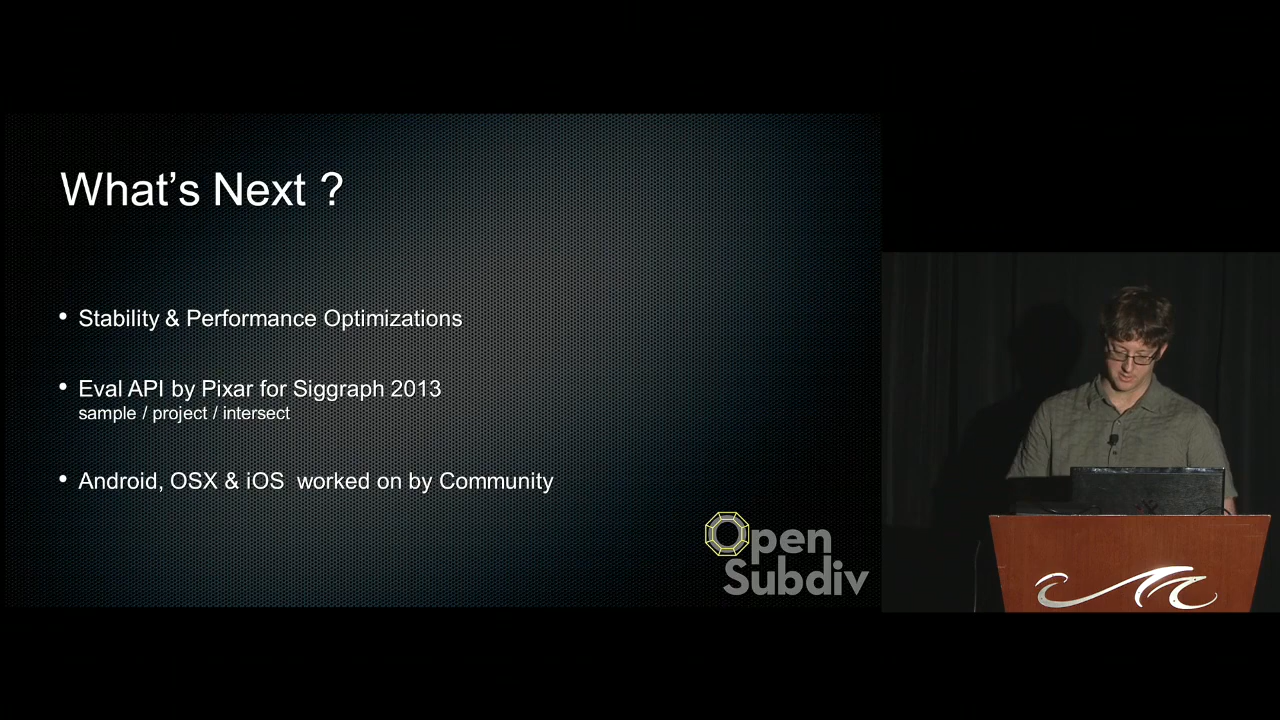 What’s Next ?
• Stability & Performance Optimizations
• Eval API by Pixar for Siggraph 2013
sample / project / intersect
• Android, OSX & iOS  worked on by Community
Open
Subdiv